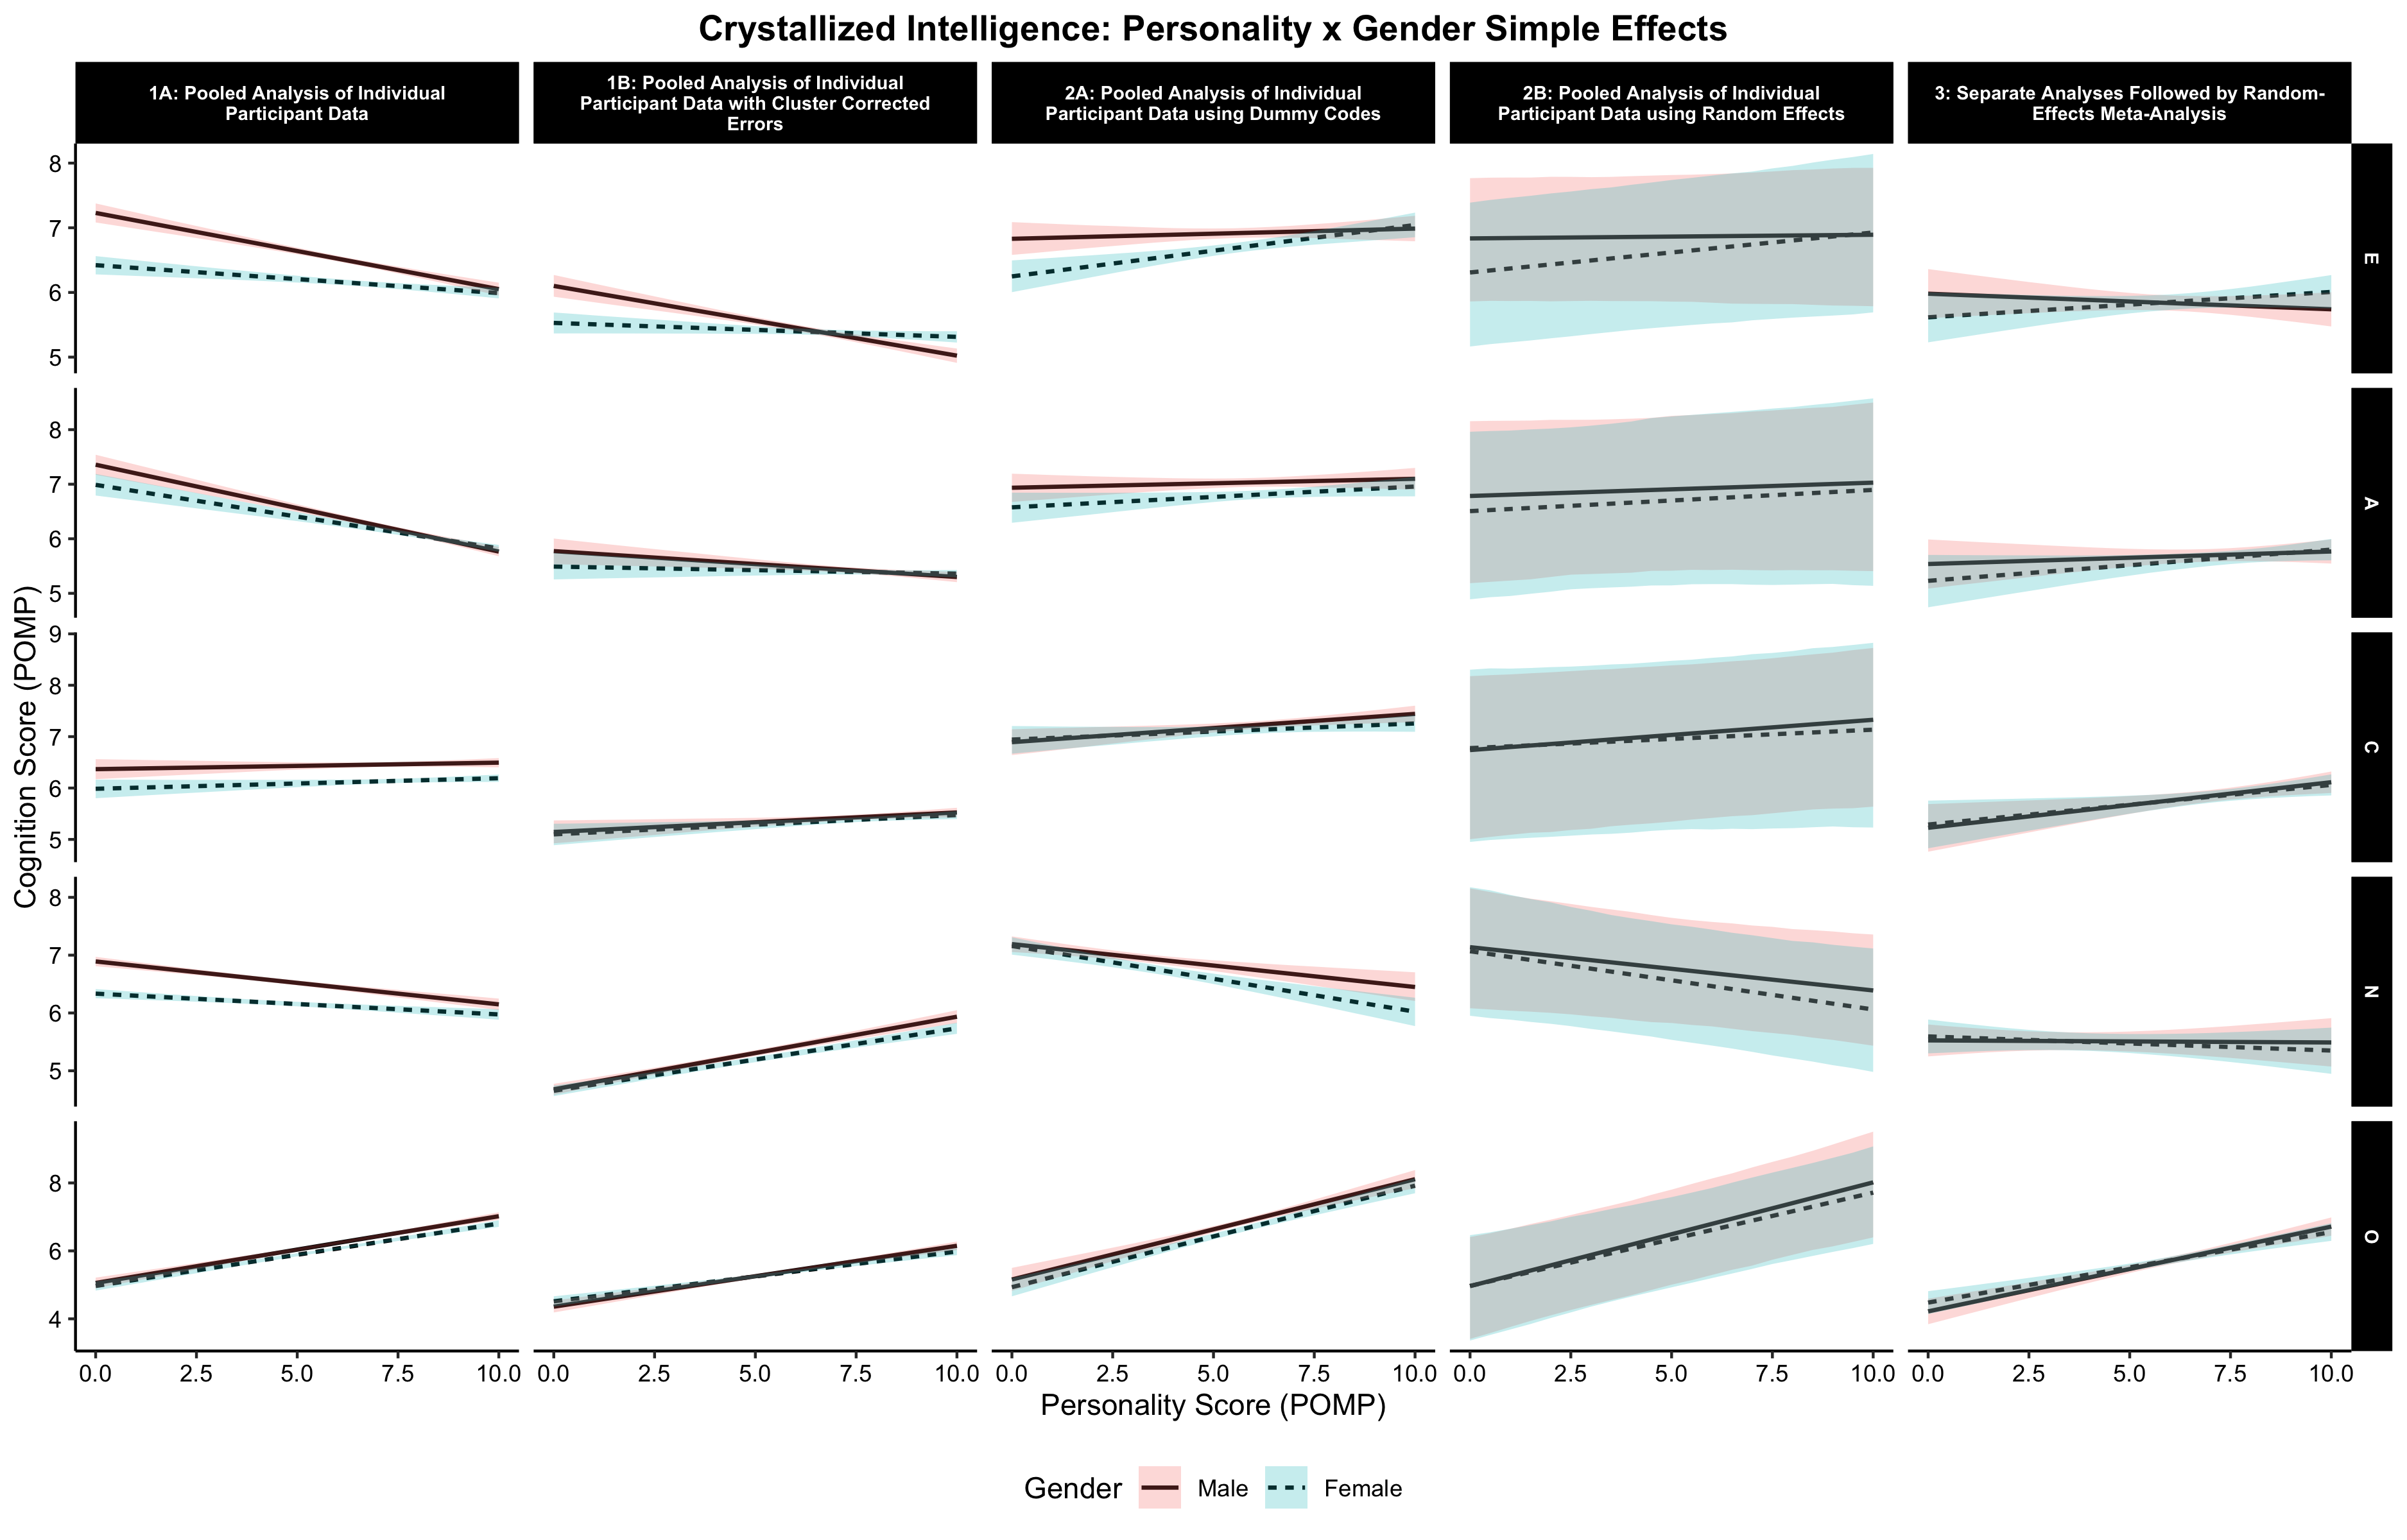 Crystallized Intelligence: Personality x Gender Simple Effects
1A: Pooled Analysis of Individual
Participant Data
1B: Pooled Analysis of Individual
Participant Data with Cluster Corrected
Errors
2A: Pooled Analysis of Individual
Participant Data using Dummy Codes
2B: Pooled Analysis of Individual
Participant Data using Random Effects
3: Separate Analyses Followed by Random-
Effects Meta-Analysis
Cognition Score (POMP)
8
7
6
5
E
8
7
6
5
A
9
8
7
6
5
C
8
7
6
5
N
8
6
4
O
0.0 2.5 5.0 7.5 10.0
0.0 2.5 5.0 7.5 10.0
0.0 2.5 5.0 7.5 10.0
0.0 2.5 5.0 7.5 10.0
0.0 2.5 5.0 7.5 10.0
Personality Score (POMP)
Gender Male Female